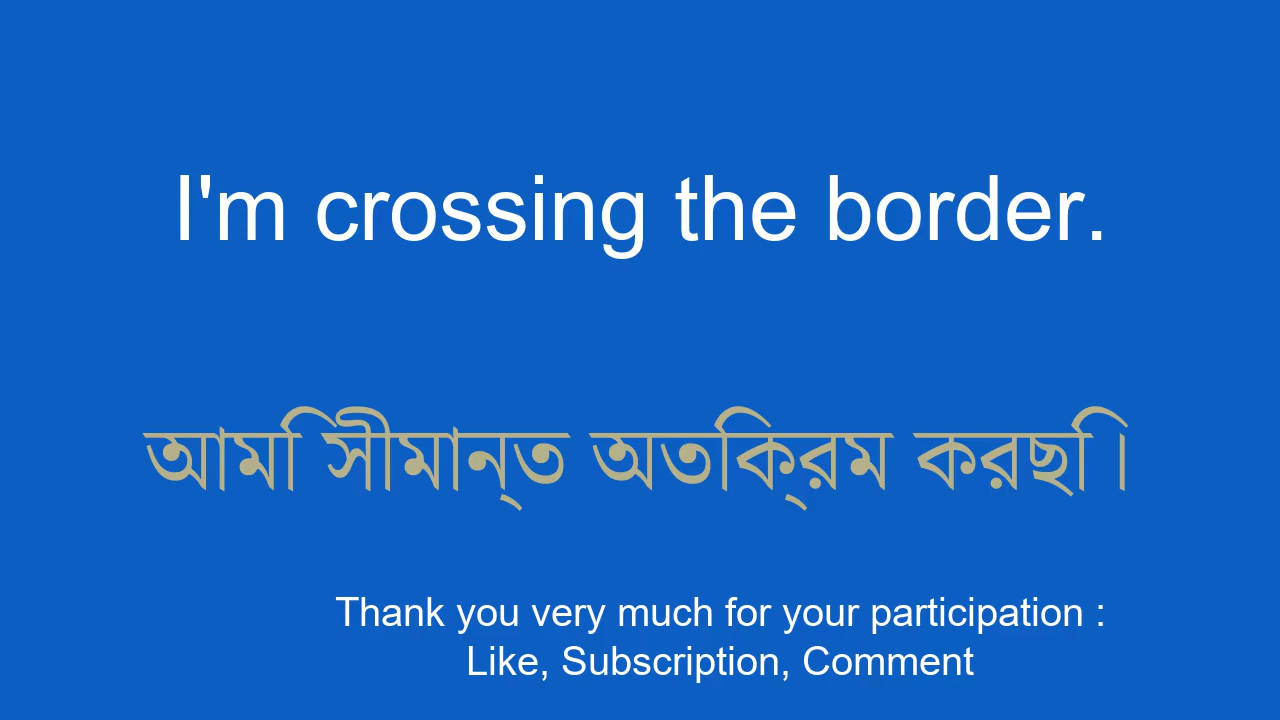 I'm crossing the border.
আমি সীমান্ত অতিক্রম করছি।
Thank you very much for your participation :
Like, Subscription, Comment